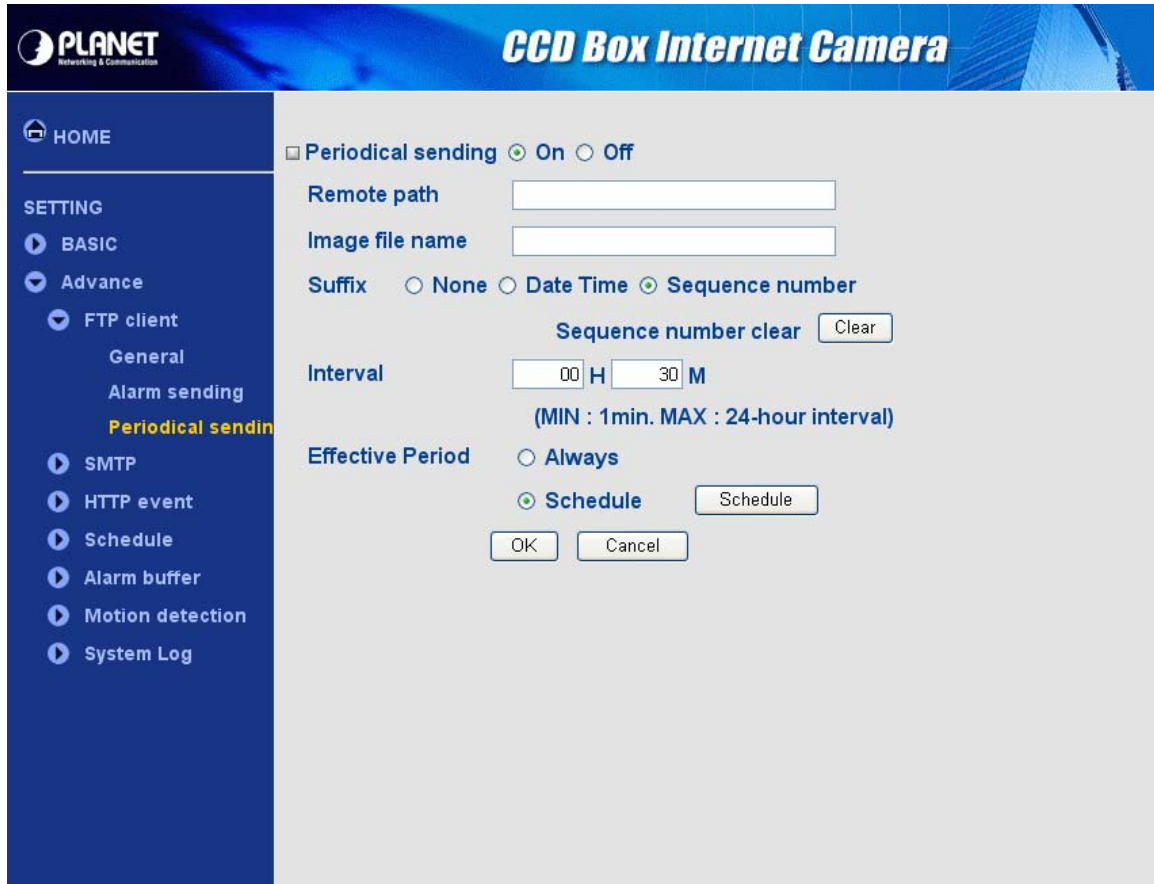 PLANET
Networking & Communication
CCD Box Internet Camera
HOME
SETTING
BASIC
Advance
FTP client
General
Alarm sending
Periodical sendin
SMTP
HTTP event
Schedule
Alarm buffer
Motion detection
System Log
Periodical sending On Off
Remote path
Image file name
Suffix None Date Time Sequence number
Sequence number clear Clear
Interval 00 H 30 M
(MIN : 1min. MAX : 24-hour interval)
Effective Period Always
Schedule Schedule
OK Cancel